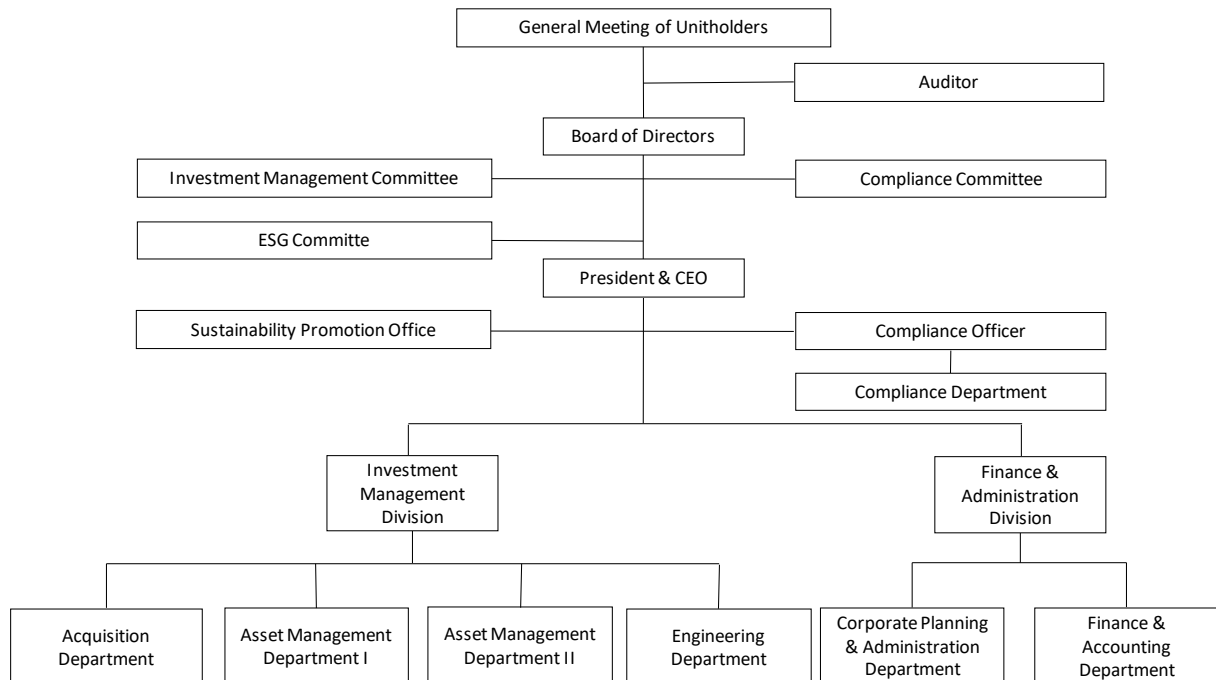 General Meeting of Unitholders
Auditor
Board of Directors
Investment Management Committee
Compliance Committee
ESG Committe
President & CEO
Sustainability Promotion Office
Compliance Officer
Compliance Department
Investment
Management
Division
Finance &
Administration
Division
Acquisition
Department
Asset Management
Department I
Asset Management
Department II
Engineering
Department
Corporate Planning
& Administration
Department
Finance &
Accounting
Department